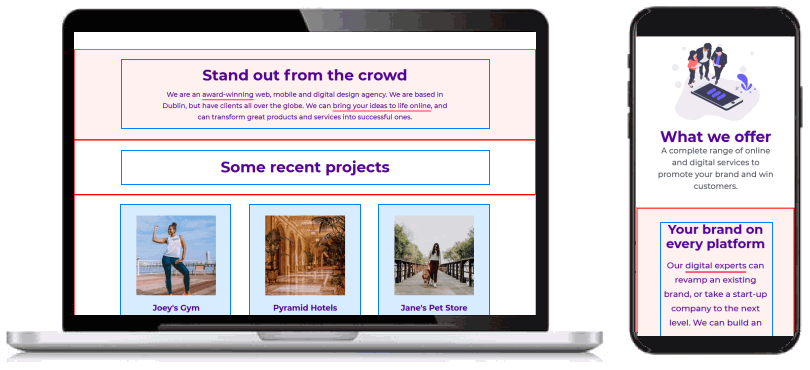 Stand out from the crowd
We are an award-winning web, mobile and digital design agency. We are based in
Dublin, but have clients all over the globe. We can bring your ideas to life online, and
can transform great products and services into successful ones.
Some recent projects
Joey's Gym
Pyramid Hotels
Jane's Pet Store
What we offer
A complete range of online
and digital services to
promote your brand and win
customers.
Your brand on
every platform
Our digital experts can
revamp an existing
brand, or take a start-up
company to the next
level. We can build an